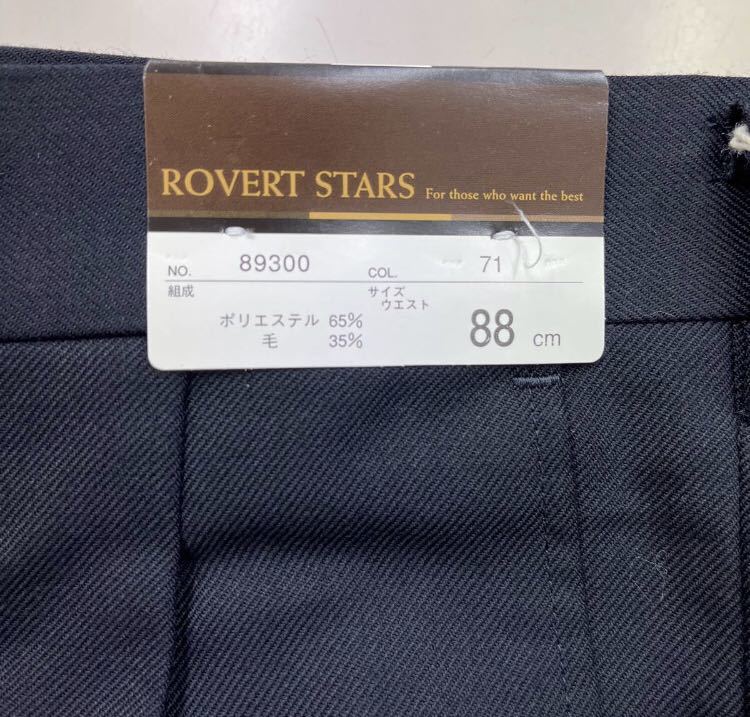 ROVERT STARS For those who want the best
NO. 89300 COL. 71
組成 サイズ
ウエスト
ポリエステル 65%
毛 35%
88 cm